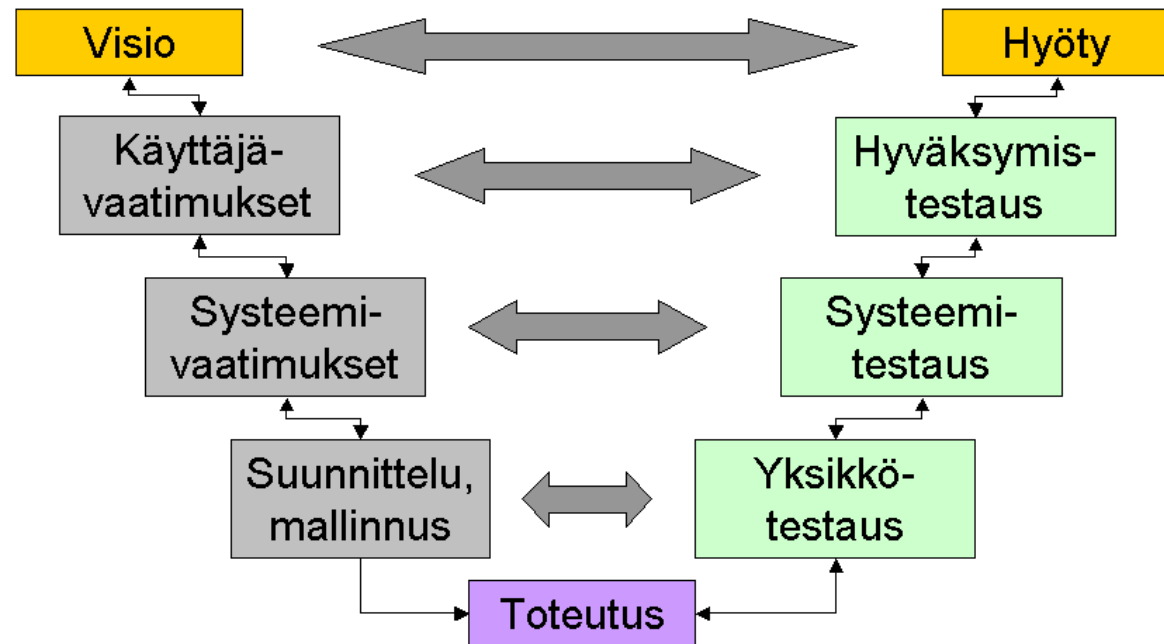 Visio
Hyöty
Käyttäjä-
vaatimukset
Hyväksymis-
testaus
Systeemi-
vaatimukset
Systeemi-
testaus
Suunnittelu,
mallinnus
Yksikkö-
testaus
Toteutus